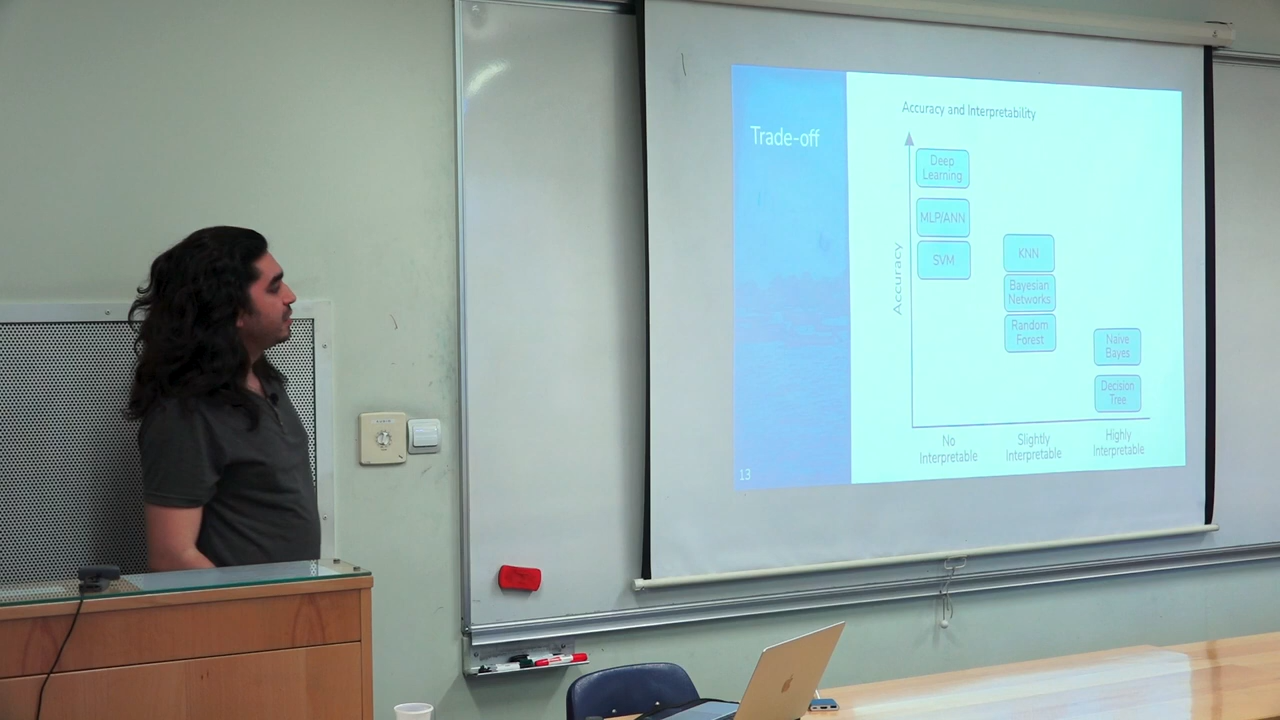 Trade-off
13
Accuracy and Interpretability
Accuracy
Deep
Learning
MLP/ANN
SVM
KNN
Bayesian
Networks
Random
Forest
Naive
Bayes
Decision
Tree
No
Interpretable
Slightly
Interpretable
Highly
Interpretable